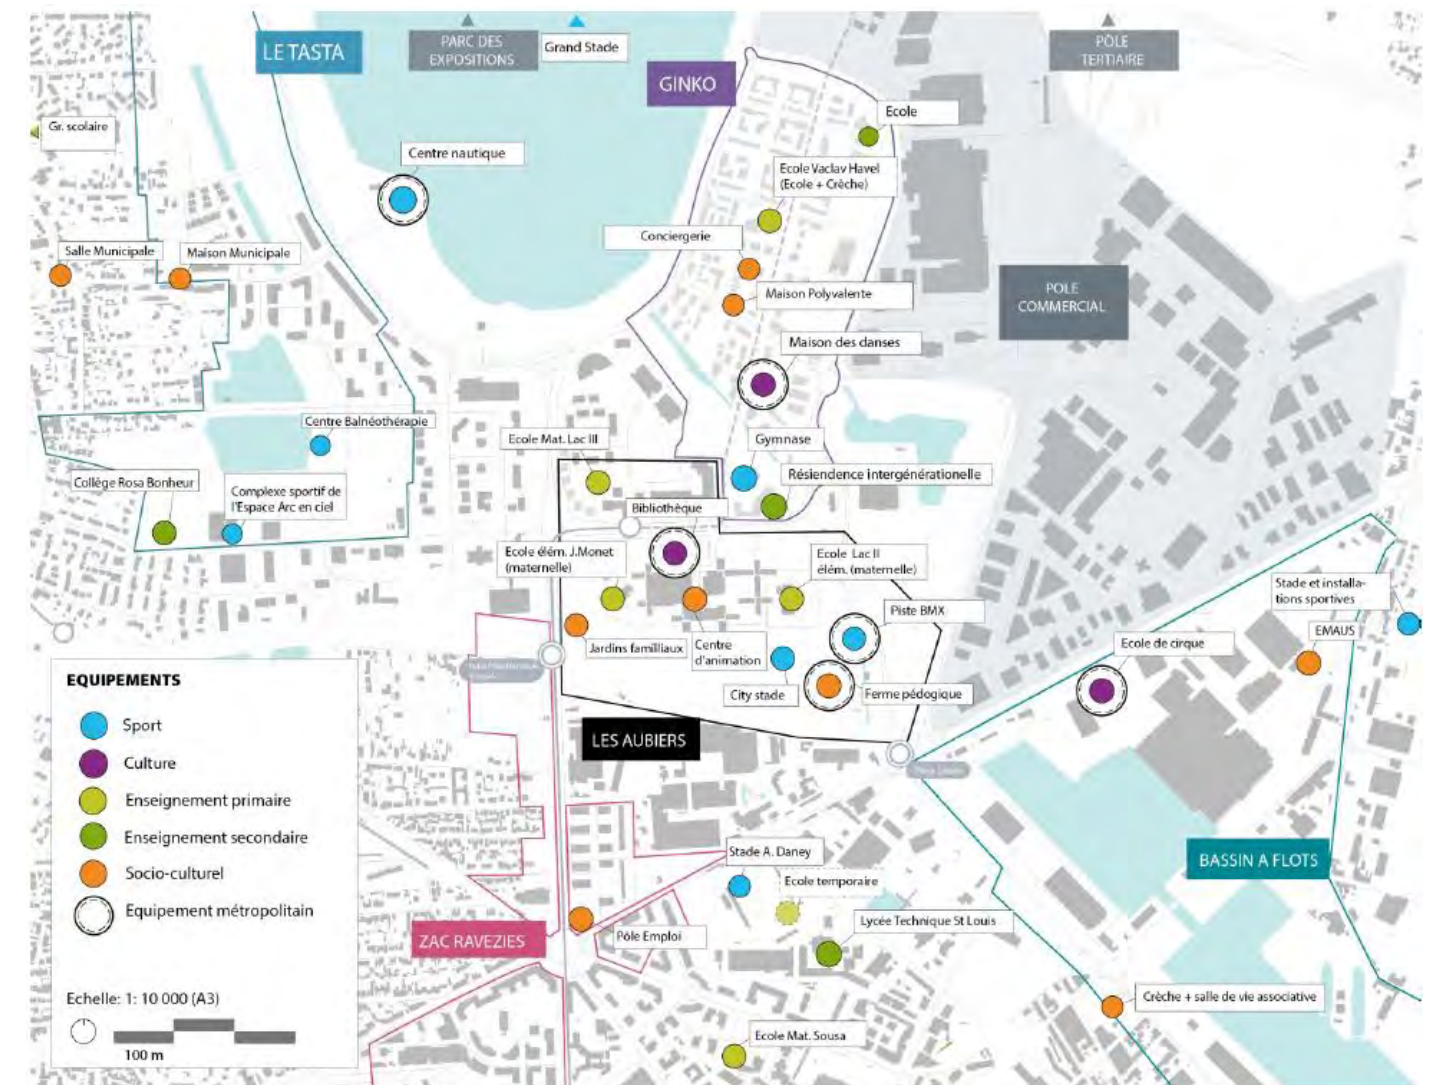 LE TASTA
PARC DES
EXPOSITIONS
Grand Stade
PÔLE
TERTIAIRE
GINKO
Gr. scolaire
Ecole
Centre nautique
Ecole Vaclav Havel
(Ecole + Crèche)
Conciergerie
Salle Municipale
Maison Municipale
Maison Polyvalente
POLE
COMMERCIAL
Maison des danses
Centre Balnéothérapie
Ecole Mat. Lac III
Gymnase
Collège Rosa Bonheur
Complexe sportif de
l'Espace Arc en ciel
Résiendence intergénérationelle
Bibliothèque
Ecole élém. J.Monet
(maternelle)
Ecole Lac II
élém. (maternelle)
Stade et installa-
tions sportives
Piste BMX
EMAUS
Ecole de cirque
Jardins familliaux
Centre
d'animation
City stade
Ferme pédogique
LES AUBIERS
EQUIPEMENTS
Sport
Culture
Enseignement primaire
Enseignement secondaire
Socio-culturel
Equipement métropolitain
Echelle: 1: 10 000 (A3)
100 m
Stade A. Daney
Ecole temporaire
BASSIN A FLOTS
Lycée Technique St Louis
ZAC RAVEZIES
Pôle Emploi
Crèche + salle de vie associative
Ecole Mat. Sousa